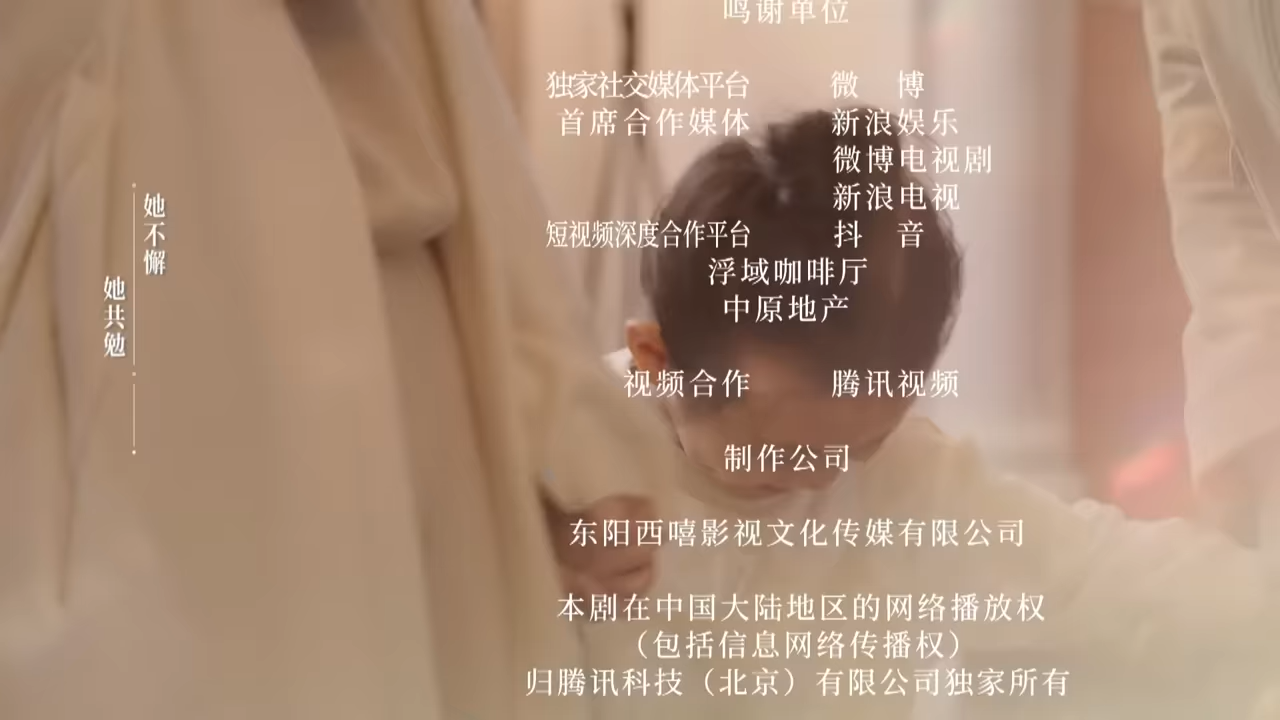 鸣谢单位
独家社交媒体平台 微 博
首席合作媒体 新浪娱乐
微博电视剧
新浪电视
短视频深度合作平台 抖 音
浮域咖啡厅
中原地产
视频合作 腾讯视频
制作公司
东阳西嘻影视文化传媒有限公司
本剧在中国大陆地区的网络播放权
（包括信息网络传播权）
归腾讯科技（北京）有限公司独家所有
她不懈
她共勉